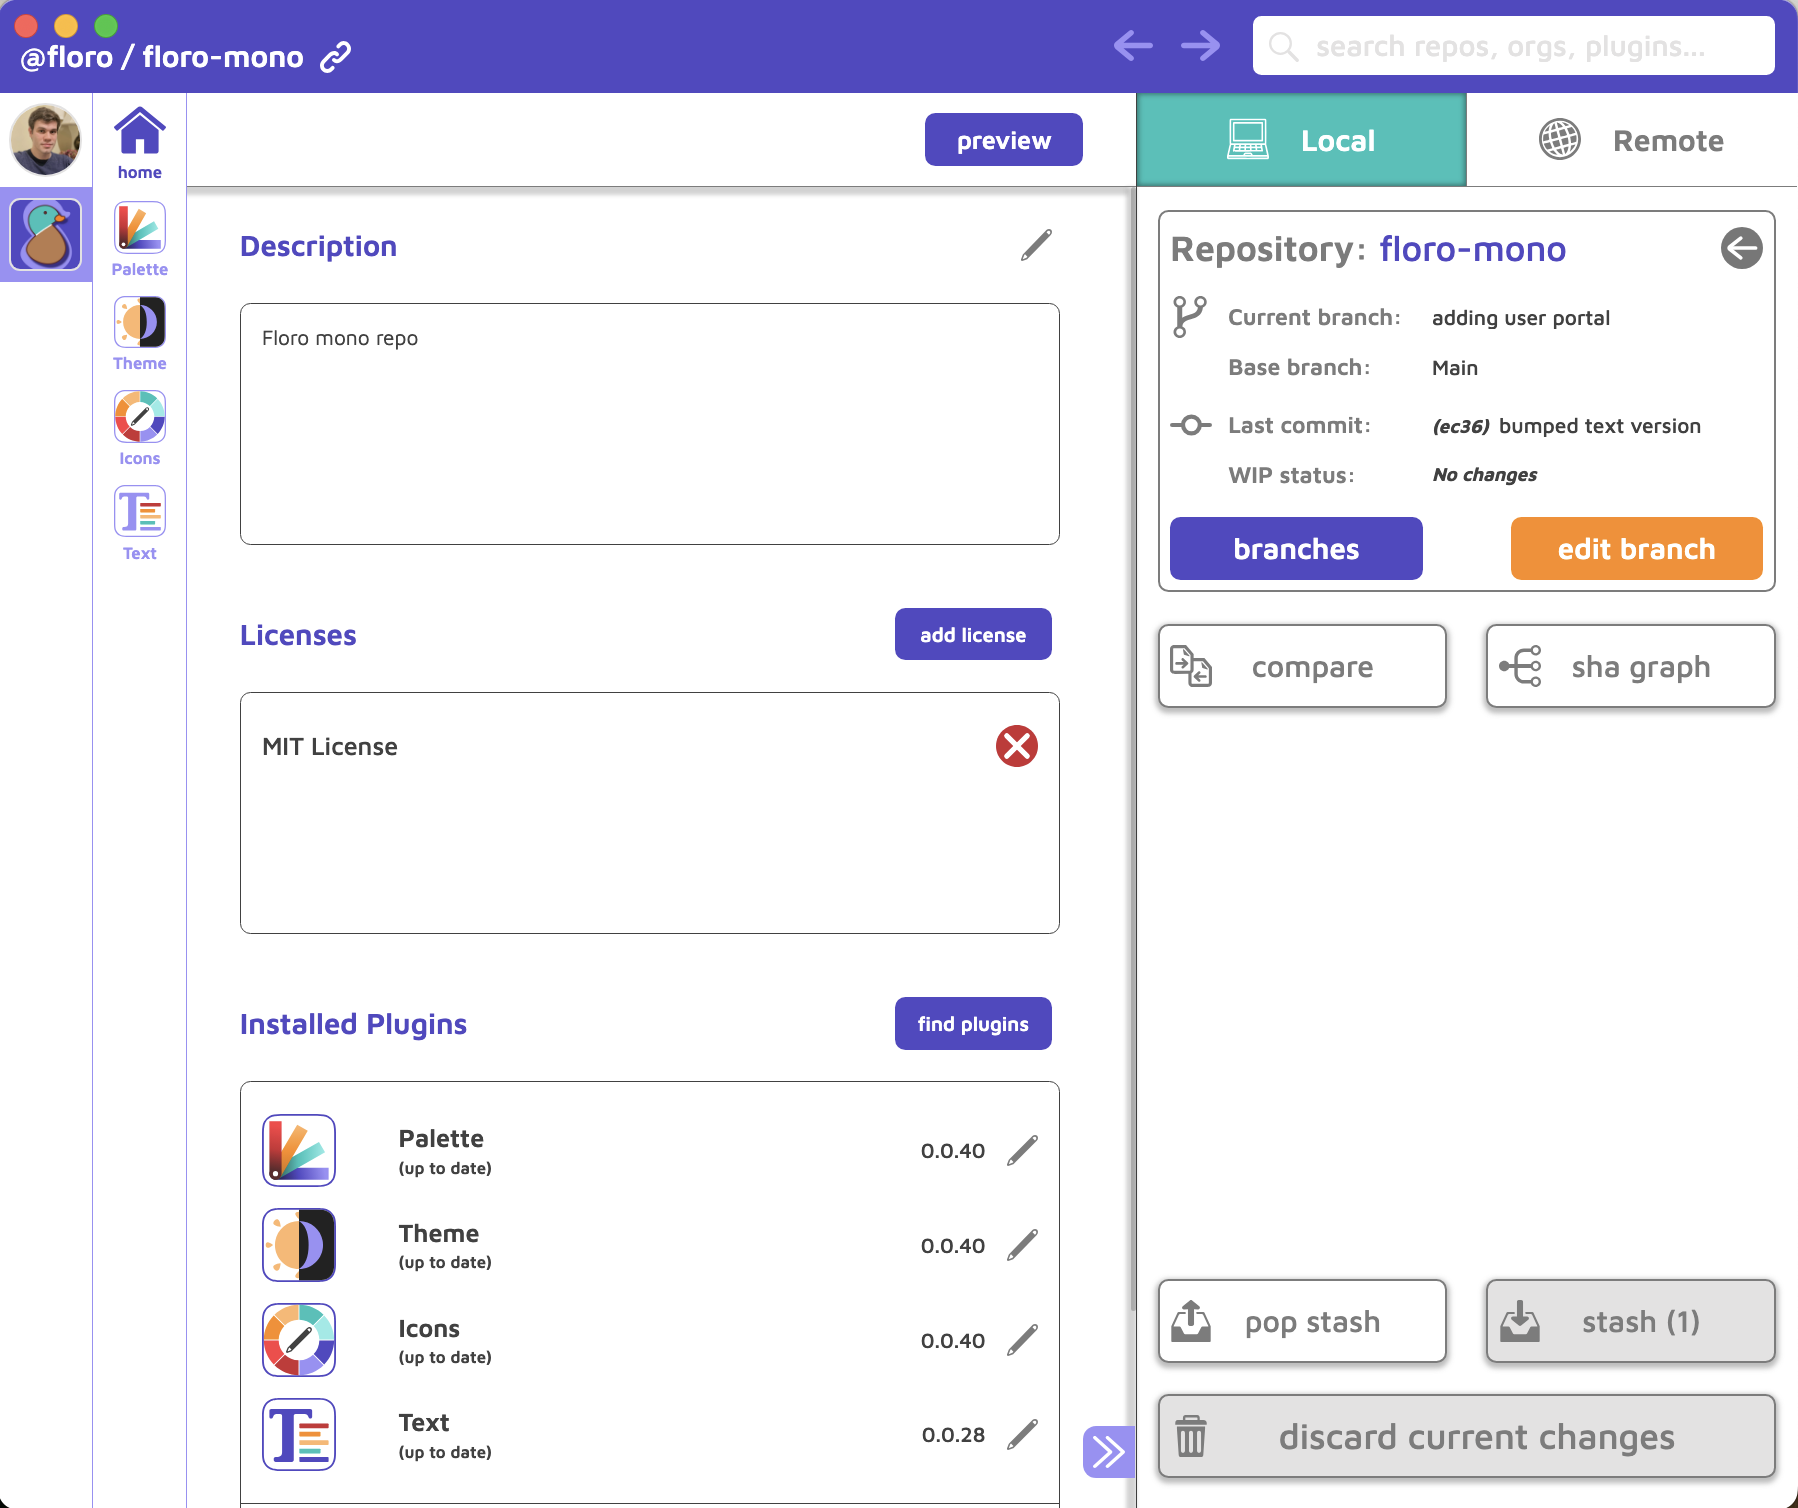 @floro / floro-mono
search repos, orgs, plugins...
home
Palette
Theme
Icons
Text
preview
Description
Floro mono repo
Licenses
add license
MIT License
Installed Plugins
find plugins
Palette
(up to date)
0.0.40
Theme
(up to date)
0.0.40
Icons
(up to date)
0.0.40
Text
(up to date)
0.0.28
Local
Remote
Repository: floro-mono
Current branch: adding user portal
Base branch: Main
Last commit: (ec36) bumped text version
WIP status: No changes
branches
edit branch
compare
sha graph
pop stash
stash (1)
discard current changes